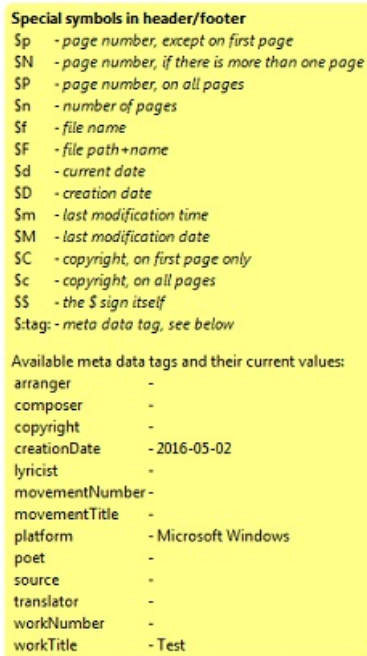 Special symbols in header/footer
$p - page number, except on first page
$N - page number, if there is more than one page
$P - page number, on all pages
$n - number of pages
$f - file name
$F - file path+name
$d - current date
$D - creation date
$m - last modification time
$M - last modification date
$C - copyright, on first page only
$c - copyright, on all pages
$$ - the $ sign itself
$:tag: - meta data tag, see below
Available meta data tags and their current values:
arranger -
composer -
copyright -
creationDate - 2016-05-02
lyricist -
movementNumber -
movementTitle -
platform - Microsoft Windows
poet -
source -
translator -
workNumber -
workTitle - Test